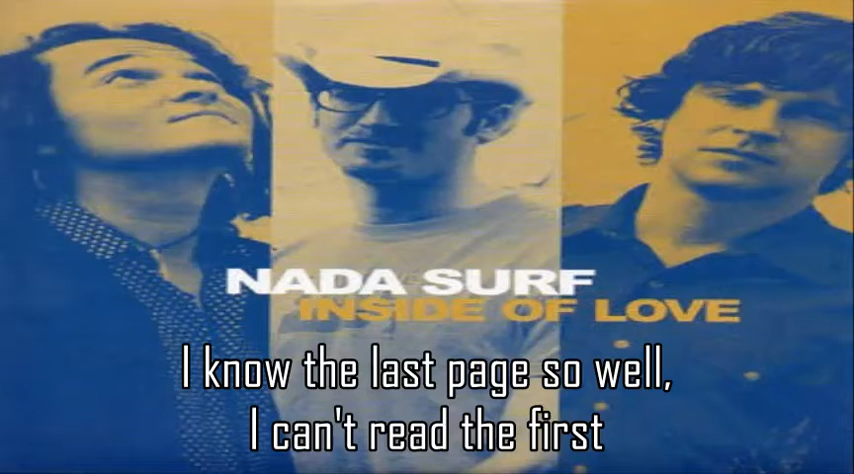 NADA SURF
INSIDE OF LOVE
I know the last page so well,
I can't read the first